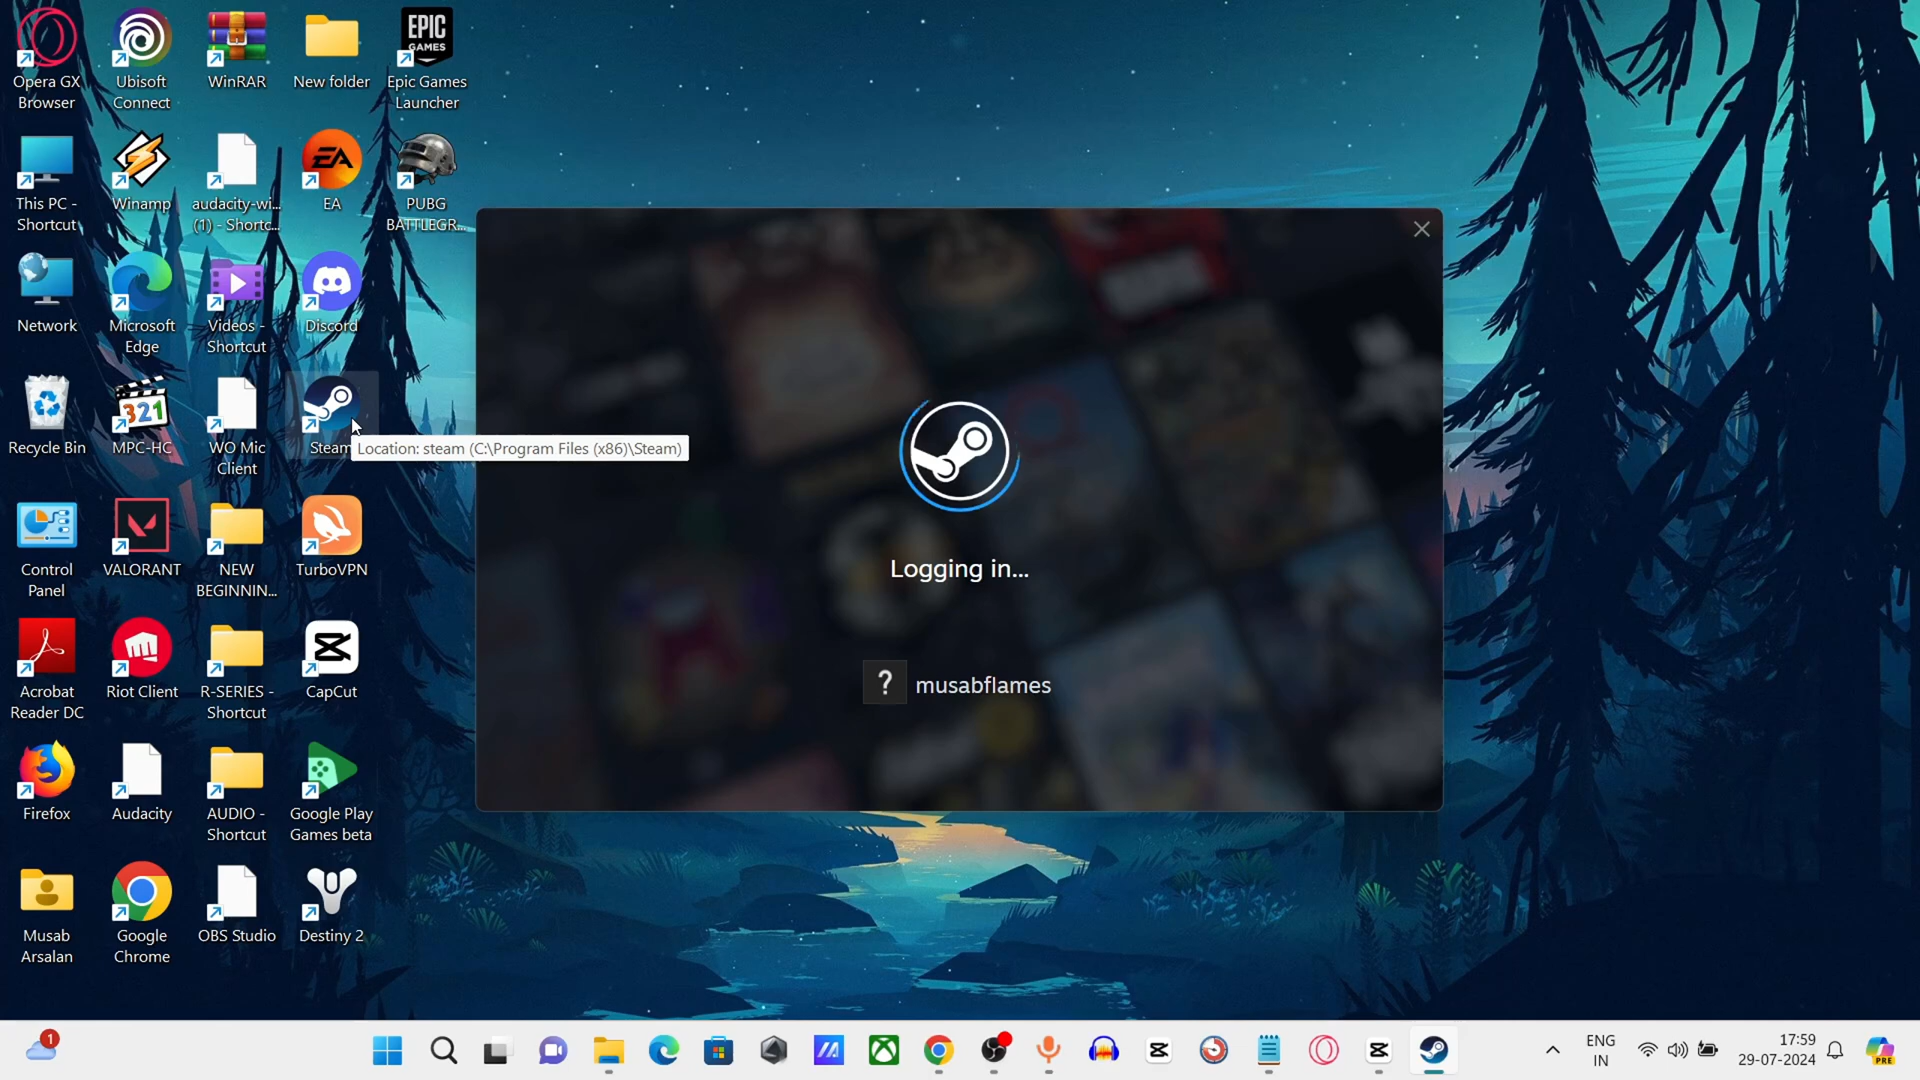 Opera GX
Browser
Ubisoft
Connect
WinRAR
New folder
EPIC
GAMES
Epic Games
Launcher
This PC -
Shortcut
Winamp
audacity-wi...
(1) - Shortc...
EA
EA
PUBG
BATTLEGR...
Network
Microsoft
Edge
Videos -
Shortcut
Discord
Recycle Bin
321
MPC-HC
WO Mic
Client
Steam
Location: steam (C:\Program Files (x86)\Steam)
Control
Panel
VALORANT
NEW
BEGINNIN...
TurboVPN
Acrobat
Reader DC
Riot Client
R-SERIES -
Shortcut
CapCut
Firefox
Audacity
AUDIO -
Shortcut
Google Play
Games beta
Musab
Arsalan
Google
Chrome
OBS Studio
Destiny 2
Logging in...
? musabflames
1
ENG
IN
17:59
29-07-2024
PRE